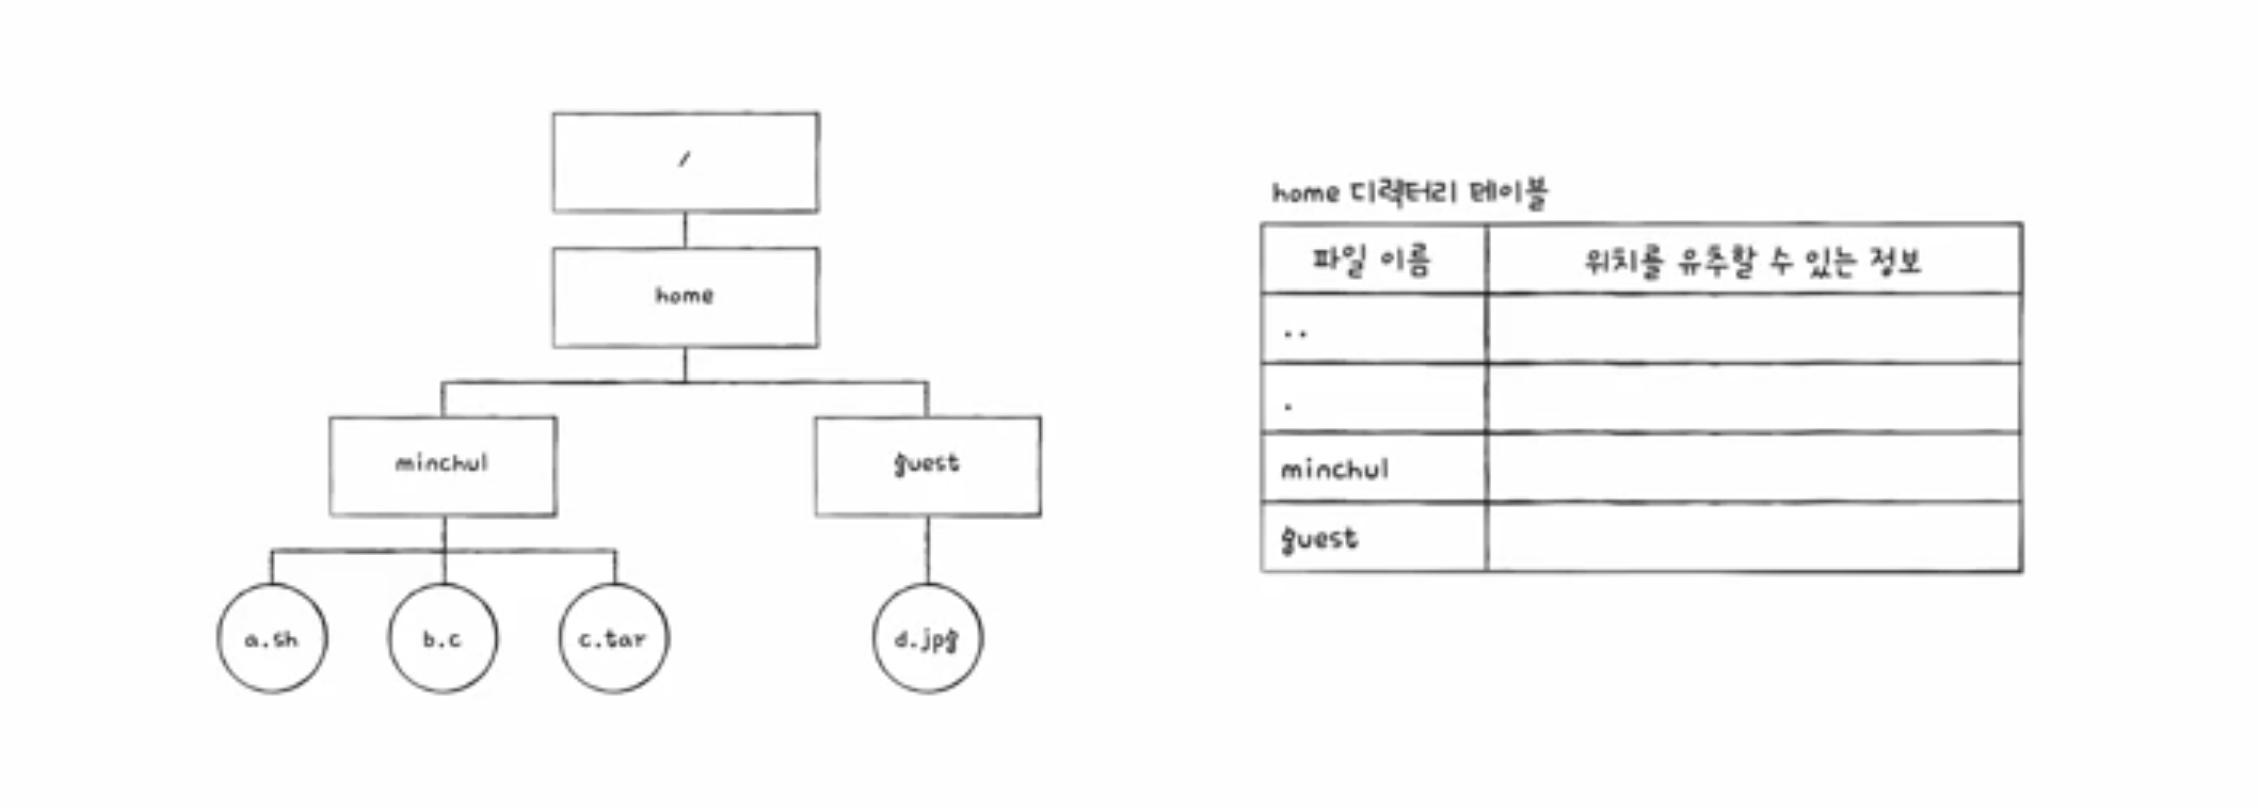 /
home
minchul
guest
a.sh
b.c
c.tar
d.jpg
home 디렉터리 테이블
파일 이름
위치를 유추할 수 있는 정보
..
.
minchul
guest